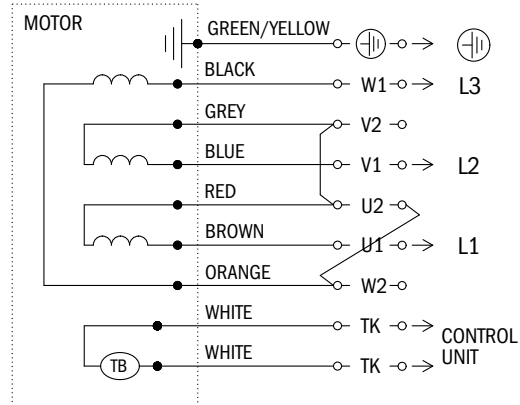 MOTOR
GREEN/YELLOW
BLACK W1 L3
GREY V2
BLUE V1 L2
RED U2
BROWN U1 L1
ORANGE W2
WHITE TK
CONTROL
UNIT
WHITE TK
TB